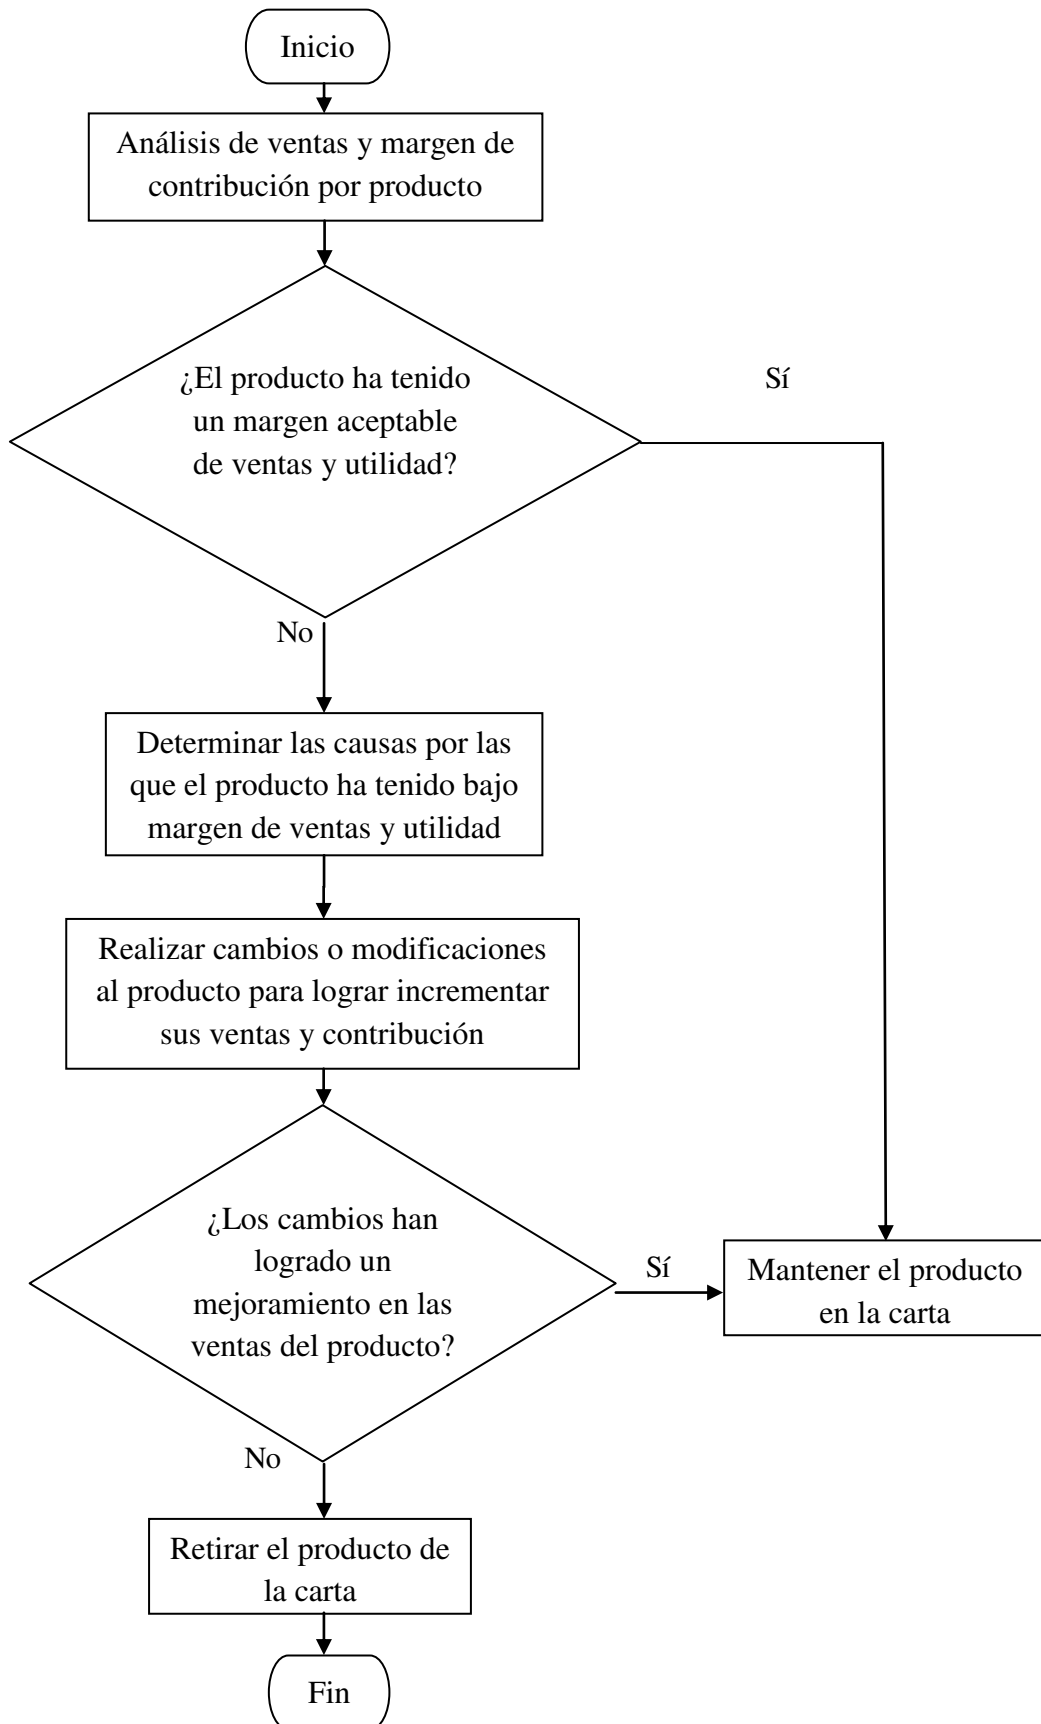 Inicio
Análisis de ventas y margen de
contribución por producto
¿El producto ha tenido
un margen aceptable
de ventas y utilidad?
Sí
No
Determinar las causas por las
que el producto ha tenido bajo
margen de ventas y utilidad
Realizar cambios o modificaciones
al producto para lograr incrementar
sus ventas y contribución
¿Los cambios han
logrado un
mejoramiento en las
ventas del producto?
Sí
Mantener el producto
en la carta
No
Retirar el producto de
la carta
Fin